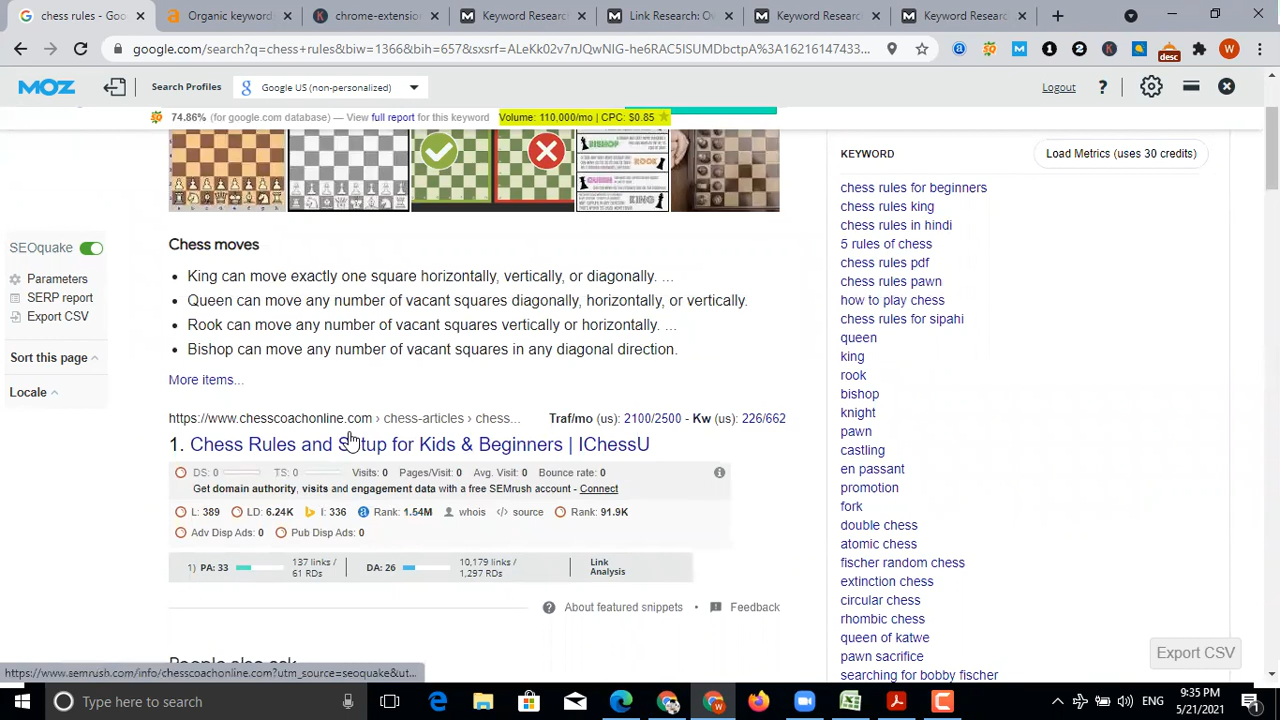 chess rules - Goo
Organic keyword
chrome-extension
Keyword Resear
Link Research: Ov
Keyword Resear
Keyword Resear
google.com/search?q=chess+rules&biw=1366&bih=657&sxsrf=ALeKk02v7nJQwNIG-he6RAC5ISUMDbctpA%3A16216147433...
W
desc
MOZ
Search Profiles
Google US (non-personalized)
Logout
?
74.86% (for google.com database) — View full report for this keyword
Volume: 110,000/mo | CPC: $0.85
BISHOP
ROOK
QUEEN
KING
SEOquake
Parameters
SERP report
Export CSV
Sort this page
Locale
Chess moves
King can move exactly one square horizontally, vertically, or diagonally. ...
Queen can move any number of vacant squares diagonally, horizontally, or vertically.
Rook can move any number of vacant squares vertically or horizontally. ...
Bishop can move any number of vacant squares in any diagonal direction.
More items...
https://www.chesscoachonline.com › chess-articles › chess...
Traf/mo (us): 2100/2500 - Kw (us): 226/662
1. Chess Rules and Setup for Kids & Beginners | IChessU
DS: 0 TS: 0 Visits: 0 Pages/Visit: 0 Avg. Visit: 0 Bounce rate: 0
Get domain authority, visits and engagement data with a free SEMrush account - Connect
L: 389 LD: 6.24K I: 336 Rank: 1.54M whois source Rank: 91.9K
Adv Disp Ads: 0 Pub Disp Ads: 0
1) PA: 33 137 links / 61 RDs DA: 26 10,179 links / 1,297 RDs Link Analysis
About featured snippets • Feedback
People also ask
KEYWORD
Load Metrics (uses 30 credits)
chess rules for beginners
chess rules king
chess rules in hindi
5 rules of chess
chess rules pdf
chess rules pawn
how to play chess
chess rules for sipahi
queen
king
rook
bishop
knight
pawn
castling
en passant
promotion
fork
double chess
atomic chess
fischer random chess
extinction chess
circular chess
rhombic chess
queen of katwe
pawn sacrifice
searching for bobby fischer
Export CSV
https://www.semrush.com/info/chesscoachonline.com?utm_source=seoquake&ut...
Type here to search
ENG
9:35 PM
5/21/2021